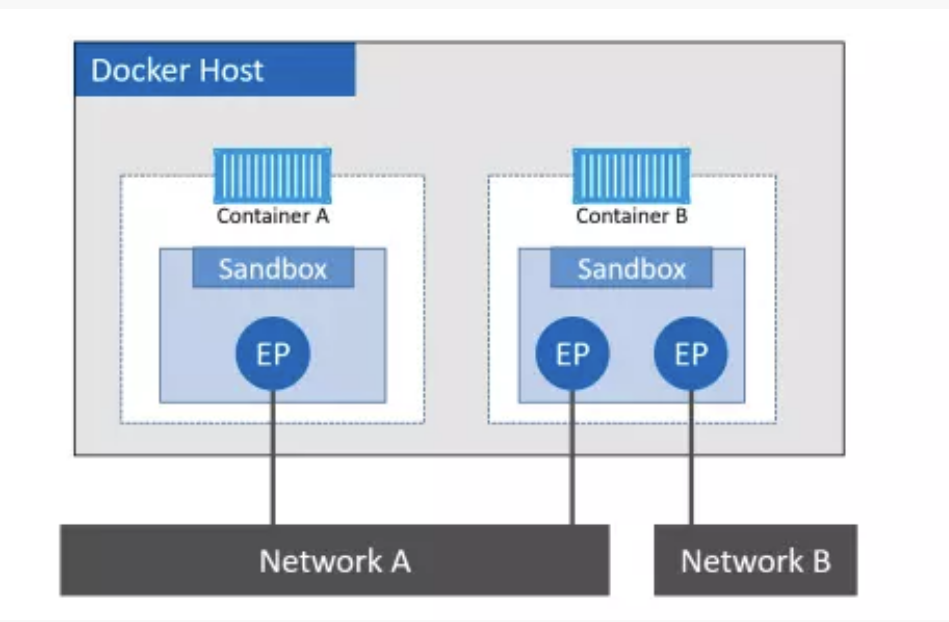 Docker Host
Container A
Container B
Sandbox
Sandbox
EP
EP
EP
Network A
Network B